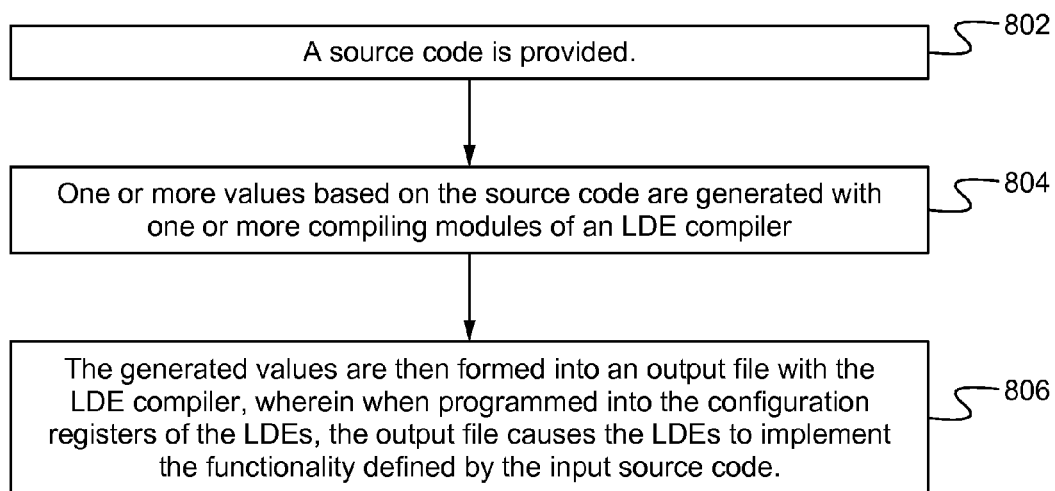 A source code is provided.
802
One or more values based on the source code are generated with
one or more compiling modules of an LDE compiler
804
The generated values are then formed into an output file with the
LDE compiler, wherein when programmed into the configuration
registers of the LDEs, the output file causes the LDEs to implement
the functionality defined by the input source code.
806